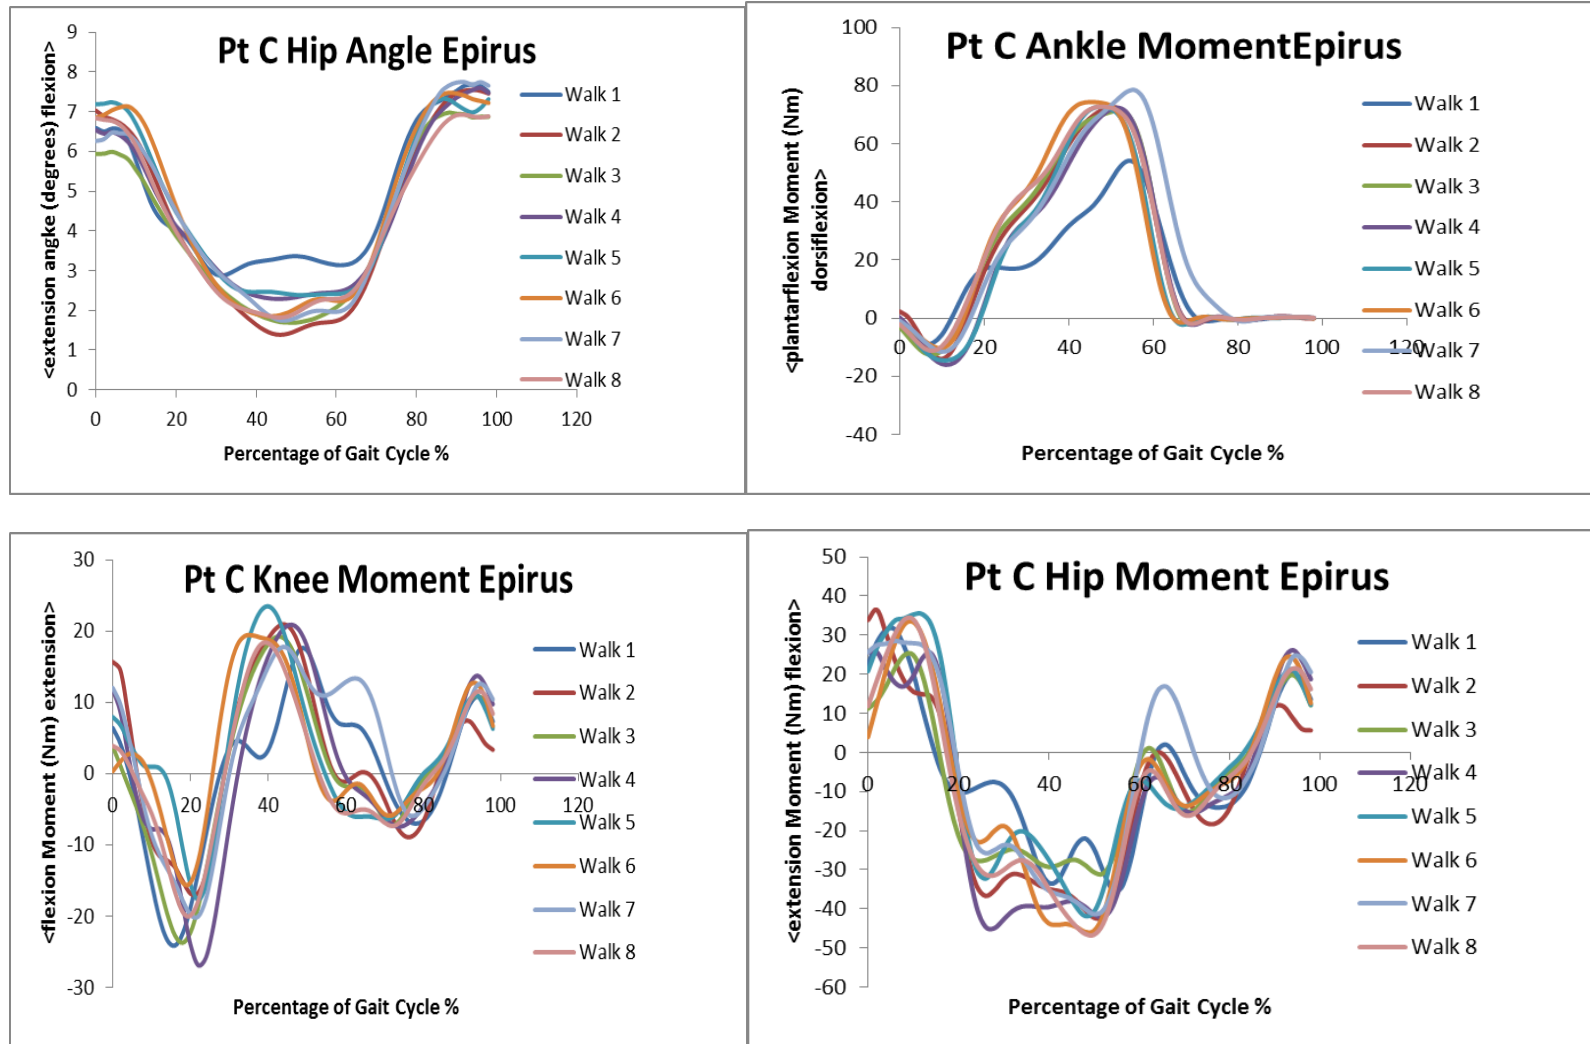 Pt C Hip Angle Epirus
<extension angke (degrees) flexion>
9
8
7
6
5
4
3
2
1
0
0 20 40 60 80 100 120
Percentage of Gait Cycle %
Walk 1
Walk 2
Walk 3
Walk 4
Walk 5
Walk 6
Walk 7
Walk 8
Pt C Ankle MomentEpirus
<plantarflexion Moment (Nm)
dorsiflexion>
100
80
60
40
20
0
-20
-40
0 20 40 60 80 100 120
Percentage of Gait Cycle %
Walk 1
Walk 2
Walk 3
Walk 4
Walk 5
Walk 6
Walk 7
Walk 8
Pt C Knee Moment Epirus
<flexion Moment (Nm) extension>
30
20
10
0
-10
-20
-30
0 20 40 60 80 100 120
Percentage of Gait Cycle %
Walk 1
Walk 2
Walk 3
Walk 4
Walk 5
Walk 6
Walk 7
Walk 8
Pt C Hip Moment Epirus
<extension Moment (Nm) flexion>
50
40
30
20
10
0
-10
-20
-30
-40
-50
-60
0 20 40 60 80 100 120
Percentage of Gait Cycle %
Walk 1
Walk 2
Walk 3
Walk 4
Walk 5
Walk 6
Walk 7
Walk 8